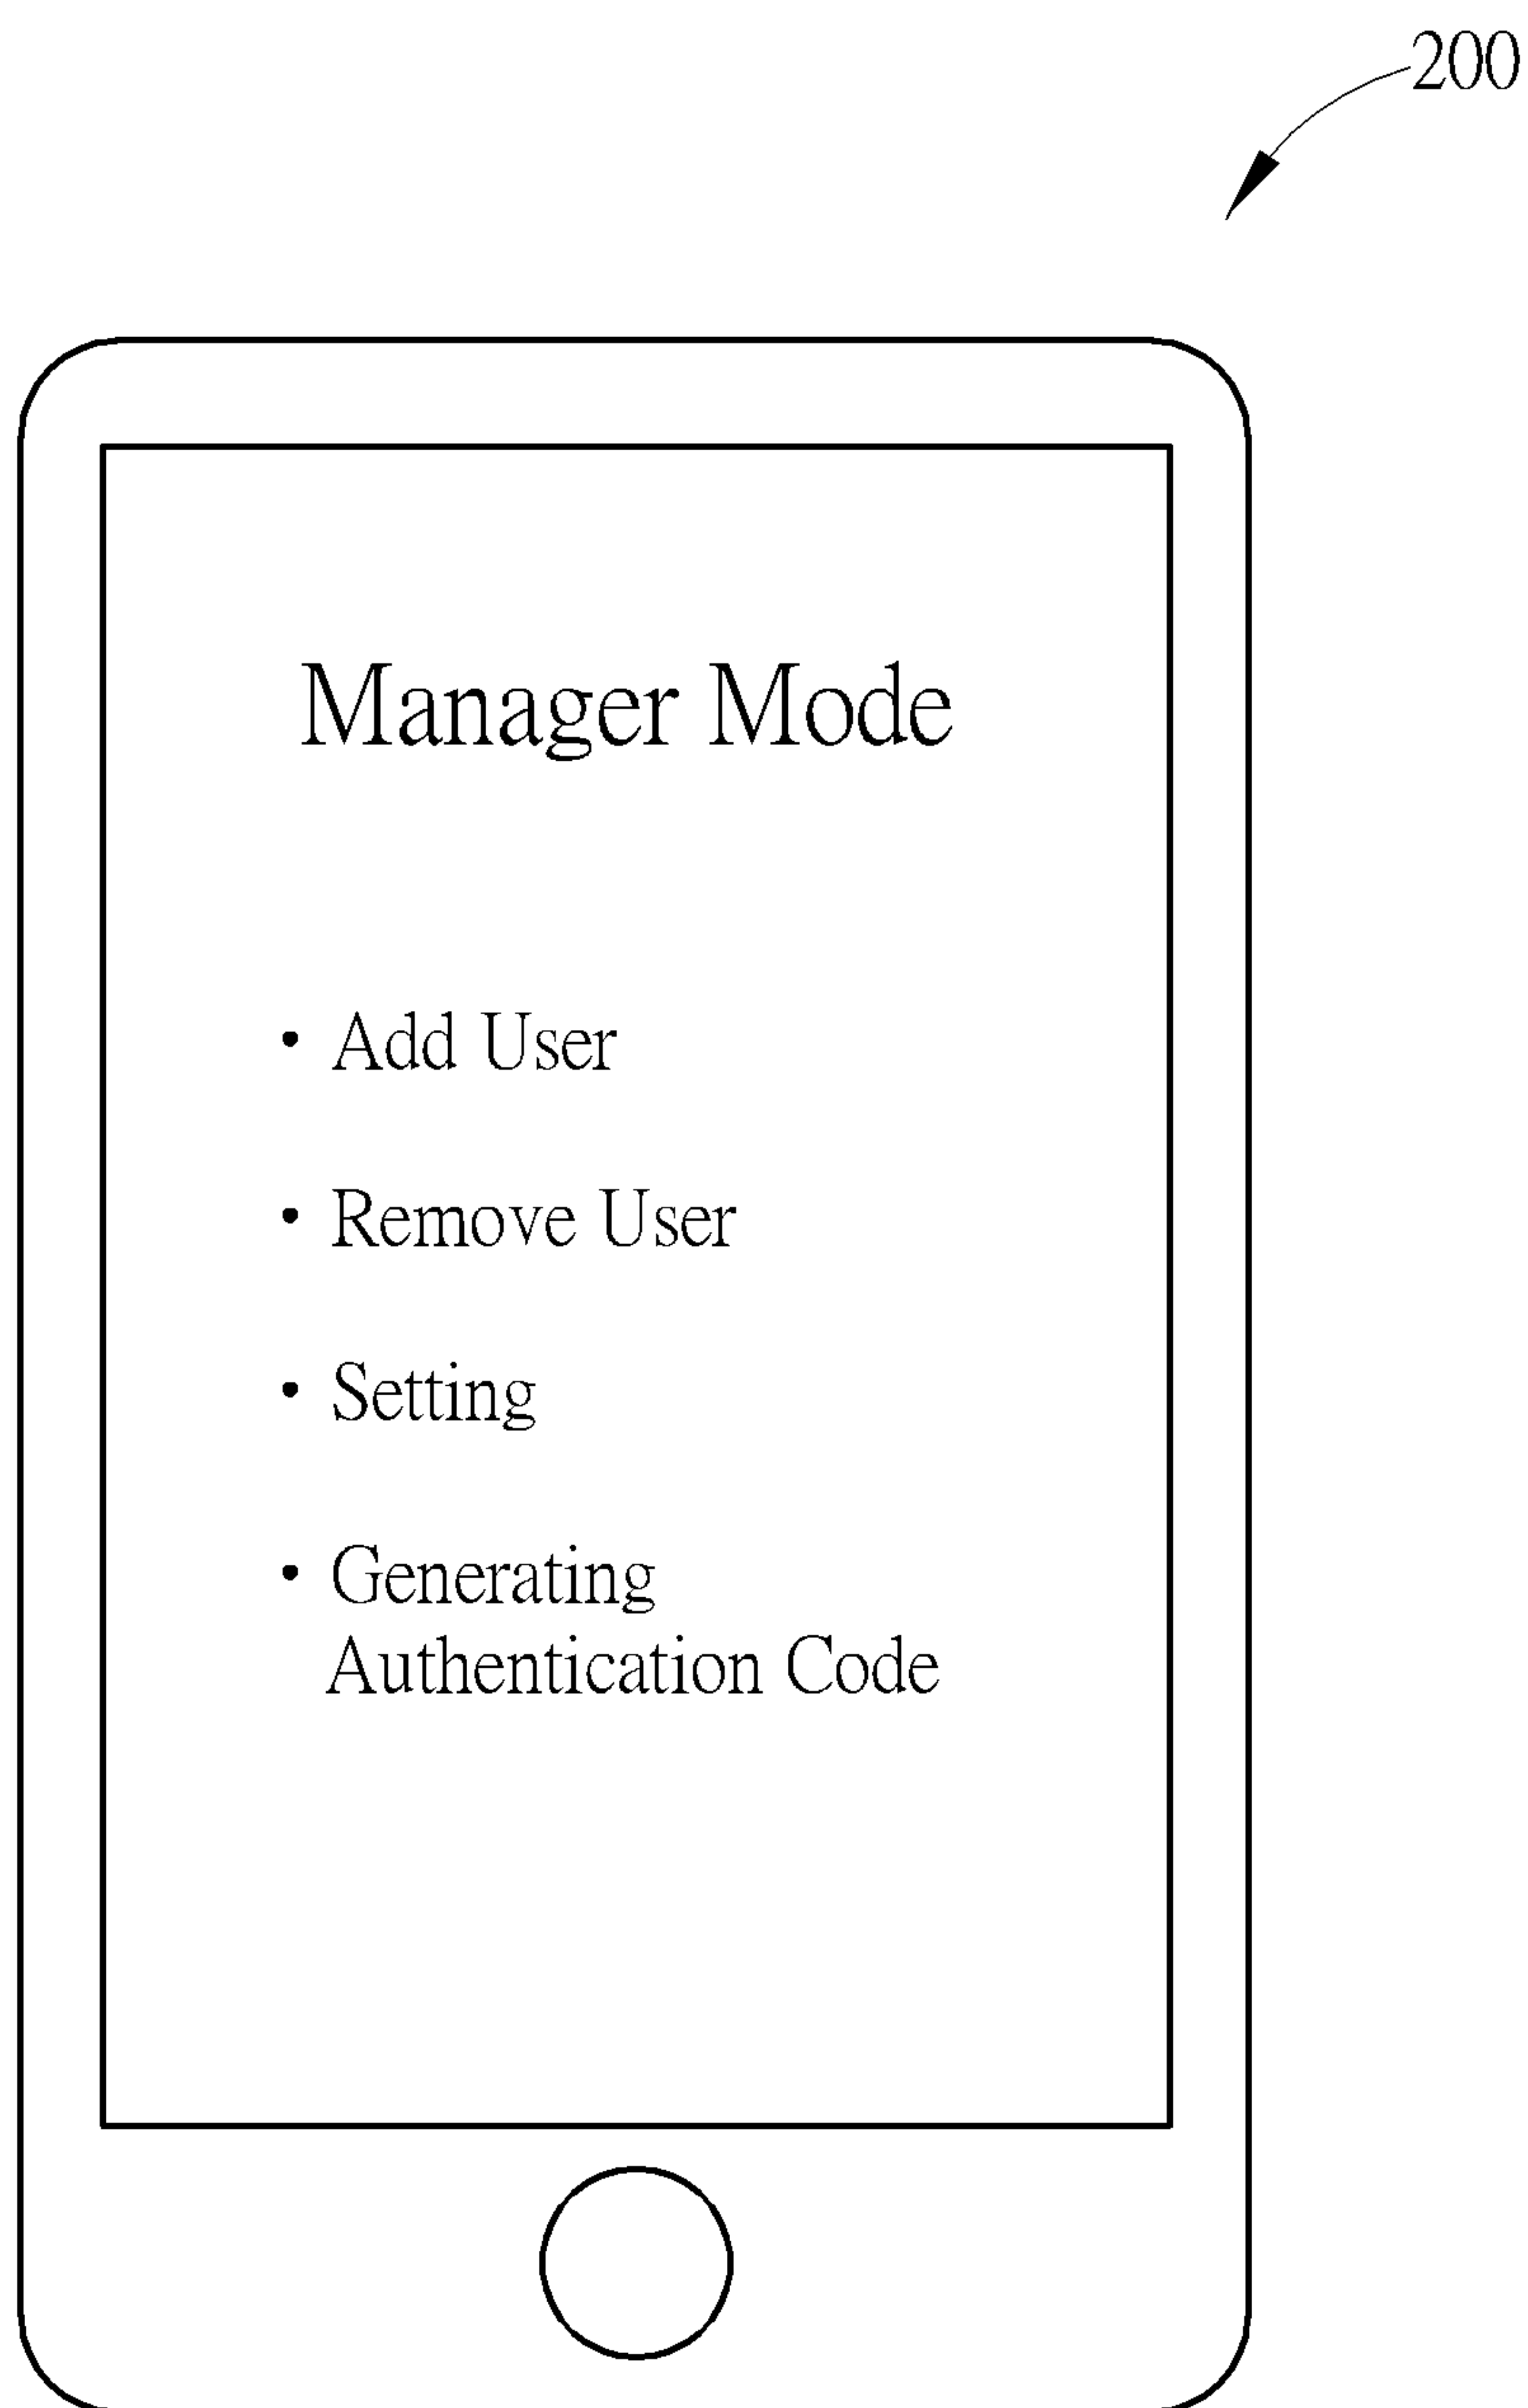 200
Manager Mode
• Add User
• Remove User
• Setting
• Generating
Authentication Code